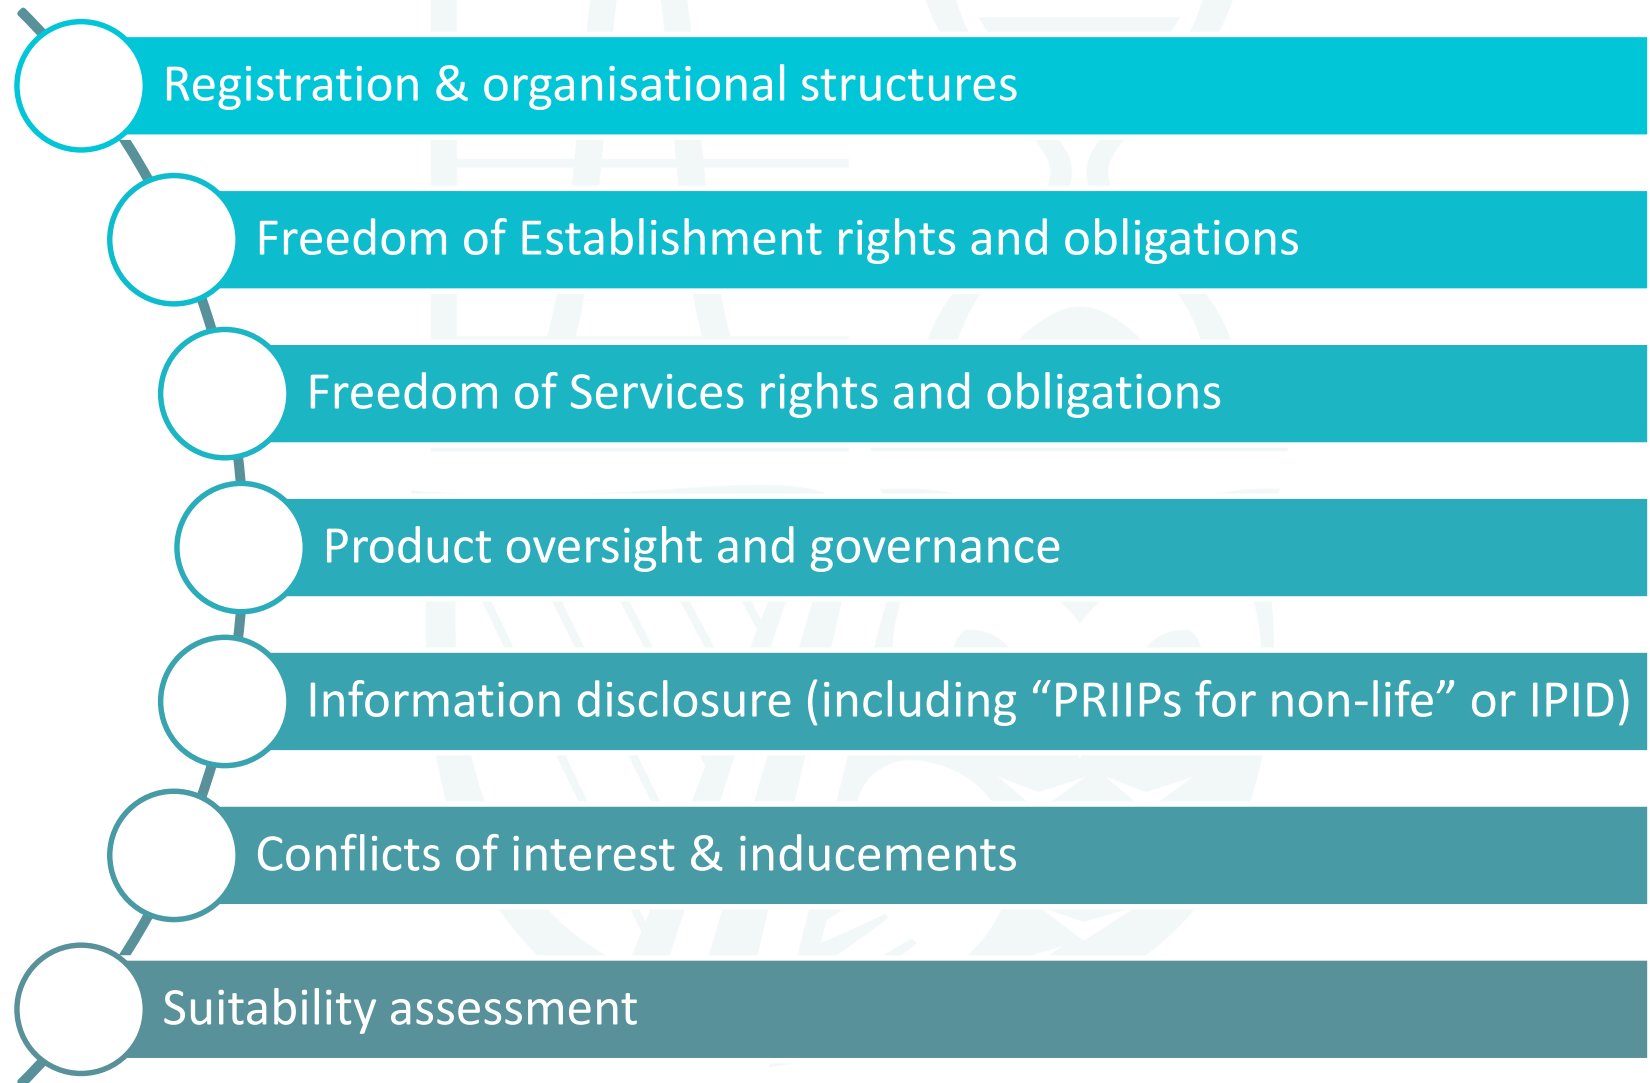 Registration & organisational structures
Freedom of Establishment rights and obligations
Freedom of Services rights and obligations
Product oversight and governance
Information disclosure (including “PRIIPs for non-life” or IPID)
Conflicts of interest & inducements
Suitability assessment